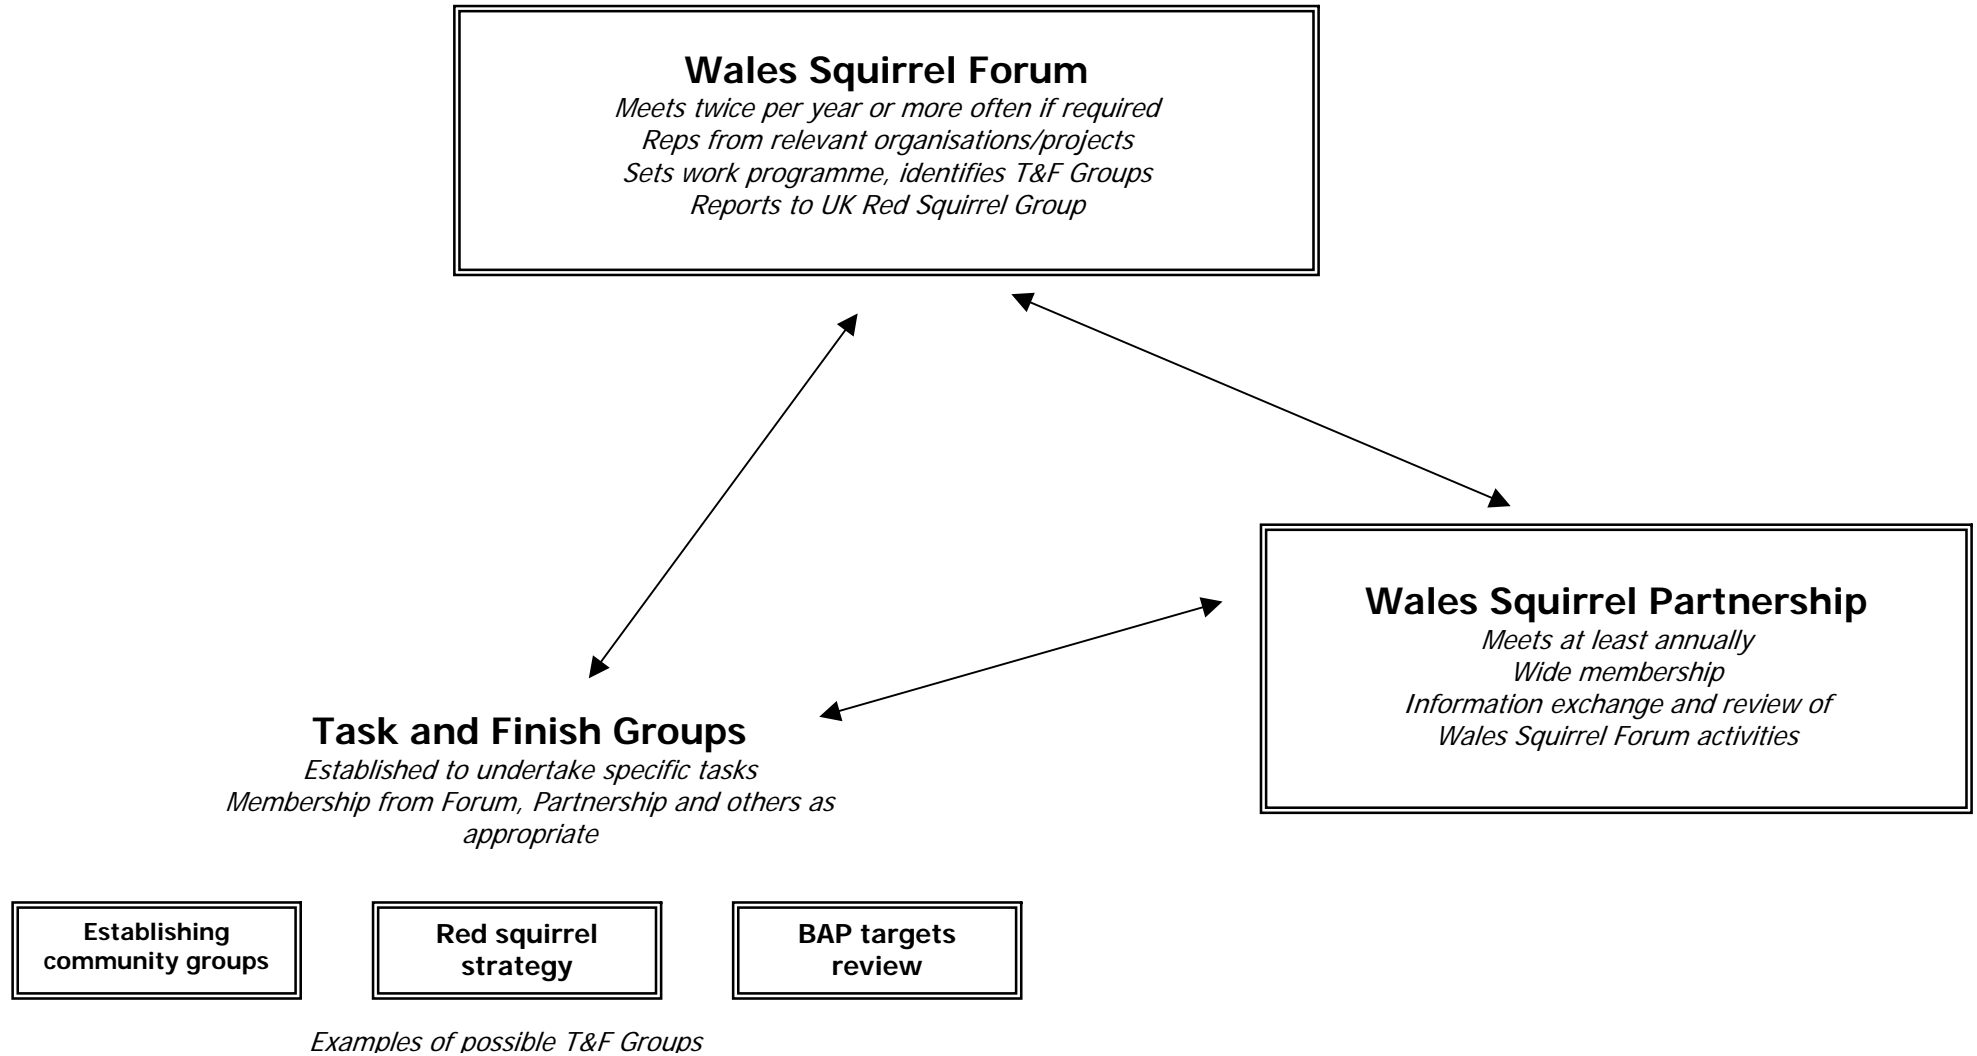 Wales Squirrel Forum
Meets twice per year or more often if required
Reps from relevant organisations/projects
Sets work programme, identifies T&F Groups
Reports to UK Red Squirrel Group
Wales Squirrel Partnership
Meets at least annually
Wide membership
Information exchange and review of
Wales Squirrel Forum activities
Task and Finish Groups
Established to undertake specific tasks
Membership from Forum, Partnership and others as
appropriate
Establishing
community groups
Red squirrel
strategy
BAP targets
review
Examples of possible T&F Groups